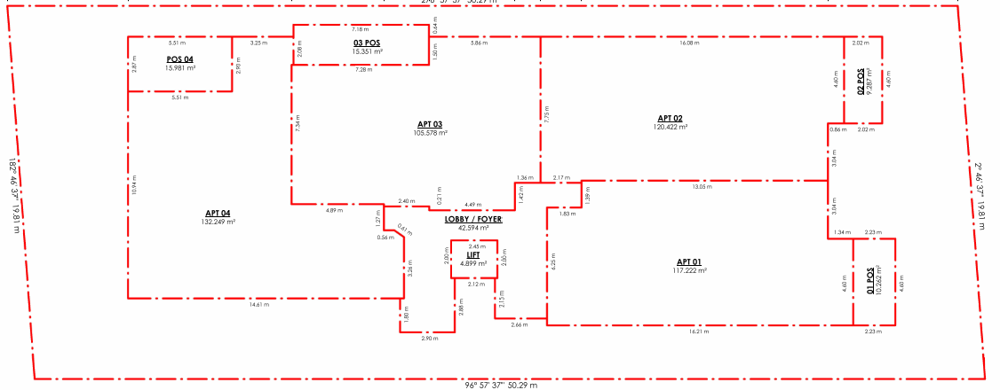 276° 57' 37" 50.29 m
7.18 m
0.64 m
5.51 m
3.25 m
03 POS
15.351 m²
5.86 m
16.08 m
2.02 m
2.87 m
POS 04
15.981 m²
2.90 m
2.08 m
1.50 m
7.28 m
4.60 m
02 POS
9.287 m²
4.60 m
5.51 m
7.34 m
APT 03
105.578 m²
7.75 m
APT 02
120.422 m²
0.86 m
2.02 m
3.04 m
182° 46' 37" 19.81 m
2° 46' 37" 19.81 m
10.94 m
1.36 m
2.17 m
13.05 m
4.89 m
2.40 m
0.21 m
4.49 m
1.42 m
1.39 m
1.83 m
3.04 m
APT 04
132.249 m²
1.27 m
0.61 m
0.56 m
LOBBY / FOYER
42.594 m²
1.34 m
2.23 m
2.45 m
2.00 m
LIFT
4.899 m²
2.00 m
6.25 m
APT 01
117.222 m²
3.26 m
2.12 m
4.60 m
01 POS
10.262 m²
4.60 m
14.61 m
1.80 m
2.88 m
2.15 m
2.66 m
2.90 m
16.21 m
2.23 m
96° 57' 37" 50.29 m